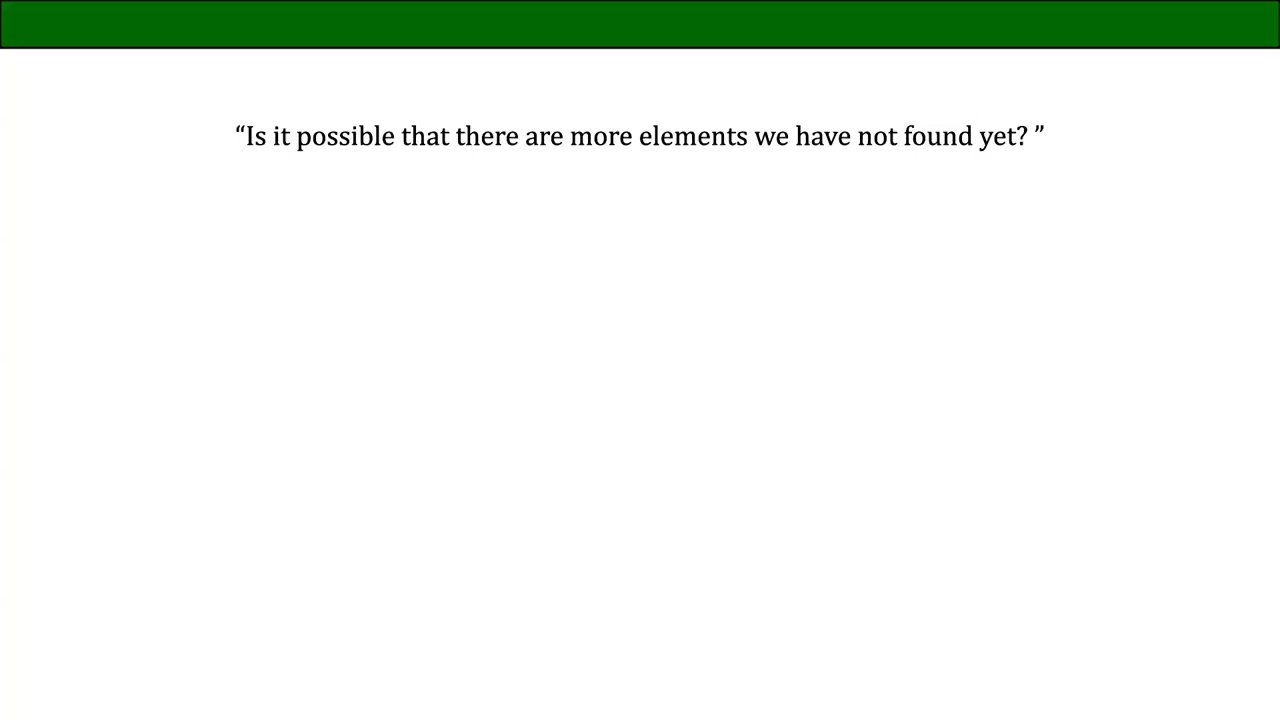 “Is it possible that there are more elements we have not found yet? ”